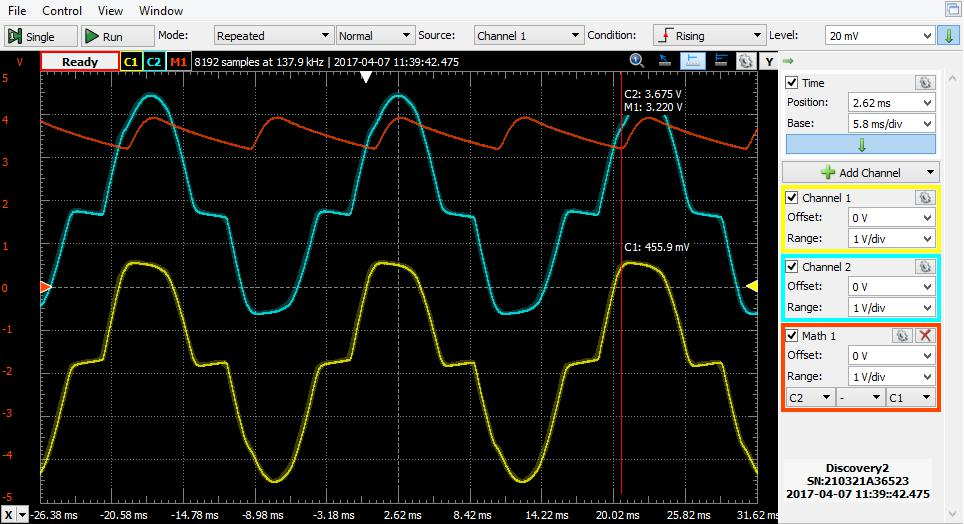 File Control View Window
Single Run Mode: Repeated Normal Source: Channel 1 Condition: Rising Level: 20 mV
V Ready C1 C2 M1 8192 samples at 137.9 kHz | 2017-04-07 11:39:42.475 Y
5
4
3
2
1
0
-1
-2
-3
-4
-5
C2: 3.675 V
M1: 3.220 V
C1: 455.9 mV
X -26.38 ms -20.58 ms -14.78 ms -8.98 ms -3.18 ms 2.62 ms 8.42 ms 14.22 ms 20.02 ms 25.82 ms 31.62 ms
Time
Position: 2.62 ms
Base: 5.8 ms/div
Add Channel
Channel 1
Offset: 0 V
Range: 1 V/div
Channel 2
Offset: 0 V
Range: 1 V/div
Math 1
Offset: 0 V
Range: 1 V/div
C2 - C1
Discovery2
SN:210321A36523
2017-04-07 11:39::42.475